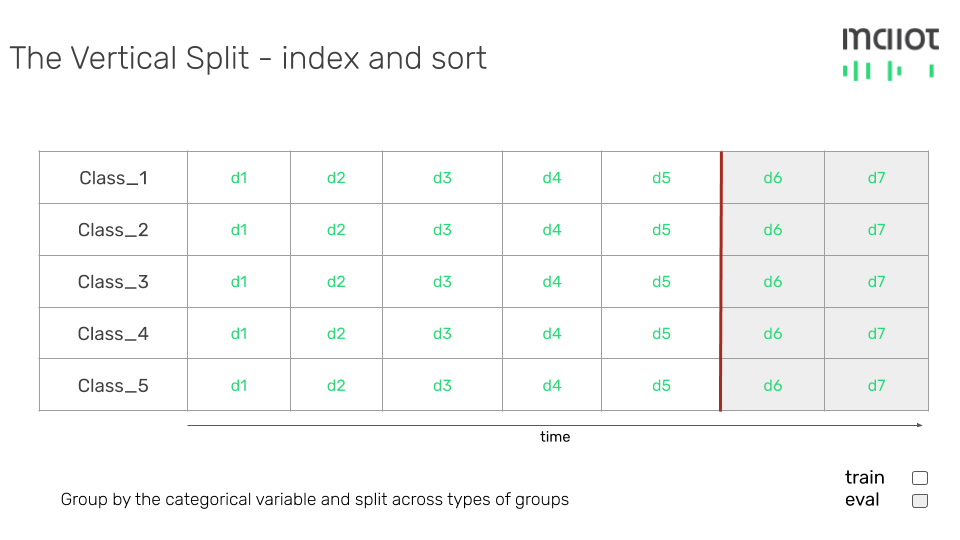 The Vertical Split - index and sort
maiot
Class_1 d1 d2 d3 d4 d5 d6 d7
Class_2 d1 d2 d3 d4 d5 d6 d7
Class_3 d1 d2 d3 d4 d5 d6 d7
Class_4 d1 d2 d3 d4 d5 d6 d7
Class_5 d1 d2 d3 d4 d5 d6 d7
time
train
eval
Group by the categorical variable and split across types of groups